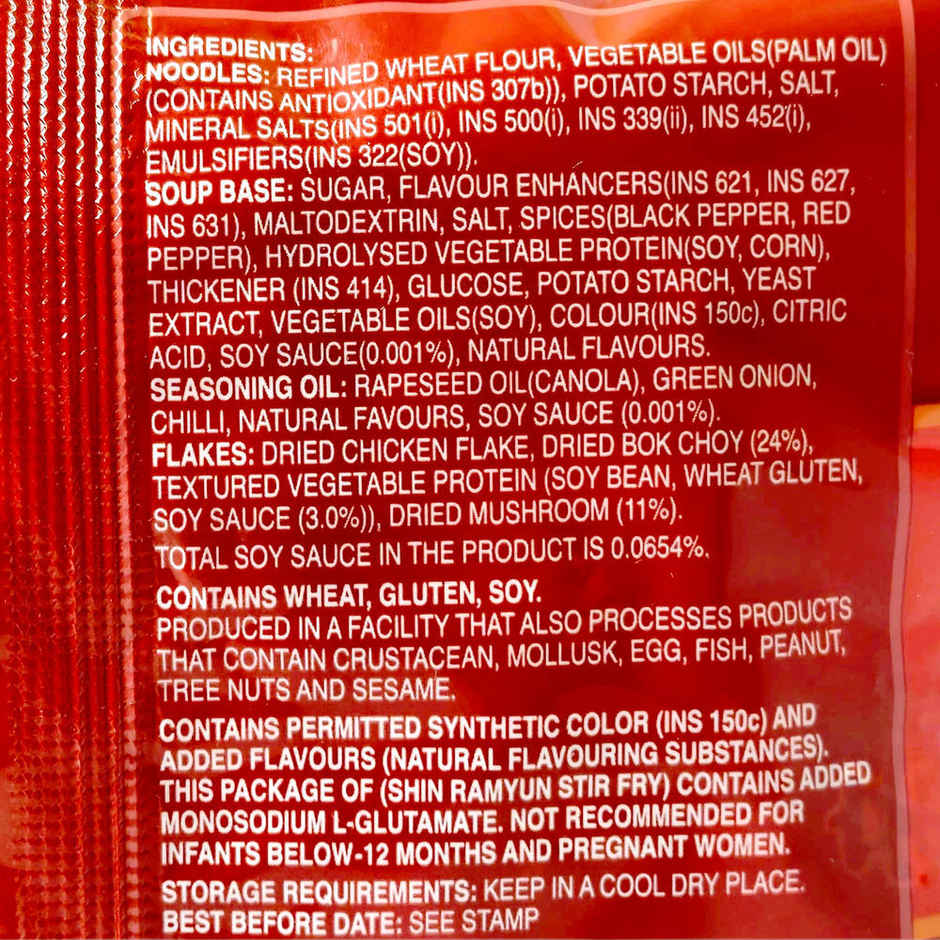 INGREDIENTS:
NOODLES: REFINED WHEAT FLOUR, VEGETABLE OILS(PALM OIL)
(CONTAINS ANTIOXIDANT(INS 307b)), POTATO STARCH, SALT,
MINERAL SALTS(INS 501(i), INS 500(i), INS 339(ii), INS 452(i),
EMULSIFIERS(INS 322(SOY)).
SOUP BASE: SUGAR, FLAVOUR ENHANCERS(INS 621, INS 627,
INS 631), MALTODEXTRIN, SALT, SPICES(BLACK PEPPER, RED
PEPPER), HYDROLYSED VEGETABLE PROTEIN(SOY, CORN),
THICKENER (INS 414), GLUCOSE, POTATO STARCH, YEAST
EXTRACT, VEGETABLE OILS(SOY), COLOUR(INS 150c), CITRIC
ACID, SOY SAUCE(0.001%), NATURAL FLAVOURS.
SEASONING OIL: RAPESEED OIL(CANOLA), GREEN ONION,
CHILLI, NATURAL FAVOURS, SOY SAUCE (0.001%).
FLAKES: DRIED CHICKEN FLAKE, DRIED BOK CHOY (24%),
TEXTURED VEGETABLE PROTEIN (SOY BEAN, WHEAT GLUTEN,
SOY SAUCE (3.0%)), DRIED MUSHROOM (11%).
TOTAL SOY SAUCE IN THE PRODUCT IS 0.0654%.
CONTAINS WHEAT, GLUTEN, SOY.
PRODUCED IN A FACILITY THAT ALSO PROCESSES PRODUCTS
THAT CONTAIN CRUSTACEAN, MOLLUSK, EGG, FISH, PEANUT,
TREE NUTS AND SESAME.
CONTAINS PERMITTED SYNTHETIC COLOR (INS 150c) AND
ADDED FLAVOURS (NATURAL FLAVOURING SUBSTANCES).
THIS PACKAGE OF (SHIN RAMYUN STIR FRY) CONTAINS ADDED
MONOSODIUM L-GLUTAMATE. NOT RECOMMENDED FOR
INFANTS BELOW-12 MONTHS AND PREGNANT WOMEN.
STORAGE REQUIREMENTS: KEEP IN A COOL DRY PLACE.
BEST BEFORE DATE: SEE STAMP